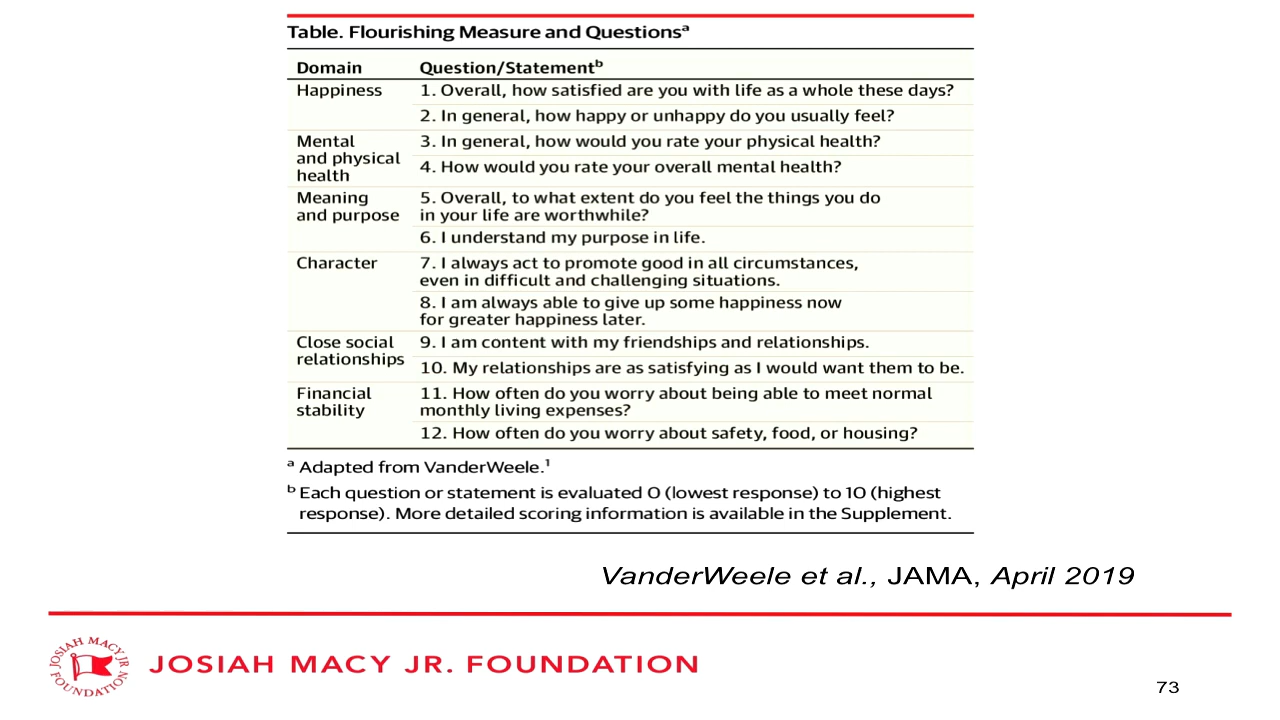 Table. Flourishing Measure and Questionsᵃ
Domain Question/Statementᵇ
Happiness 1. Overall, how satisfied are you with life as a whole these days?
2. In general, how happy or unhappy do you usually feel?
Mental
and physical
health
3. In general, how would you rate your physical health?
4. How would you rate your overall mental health?
Meaning
and purpose
5. Overall, to what extent do you feel the things you do
in your life are worthwhile?
6. I understand my purpose in life.
Character 7. I always act to promote good in all circumstances,
even in difficult and challenging situations.
8. I am always able to give up some happiness now
for greater happiness later.
Close social
relationships
9. I am content with my friendships and relationships.
10. My relationships are as satisfying as I would want them to be.
Financial
stability
11. How often do you worry about being able to meet normal
monthly living expenses?
12. How often do you worry about safety, food, or housing?
ᵃ Adapted from VanderWeele.¹
ᵇ Each question or statement is evaluated 0 (lowest response) to 10 (highest
response). More detailed scoring information is available in the Supplement.
VanderWeele et al., JAMA, April 2019
JOSIAH MACY JR
FOUNDATION
JOSIAH MACY JR. FOUNDATION
73